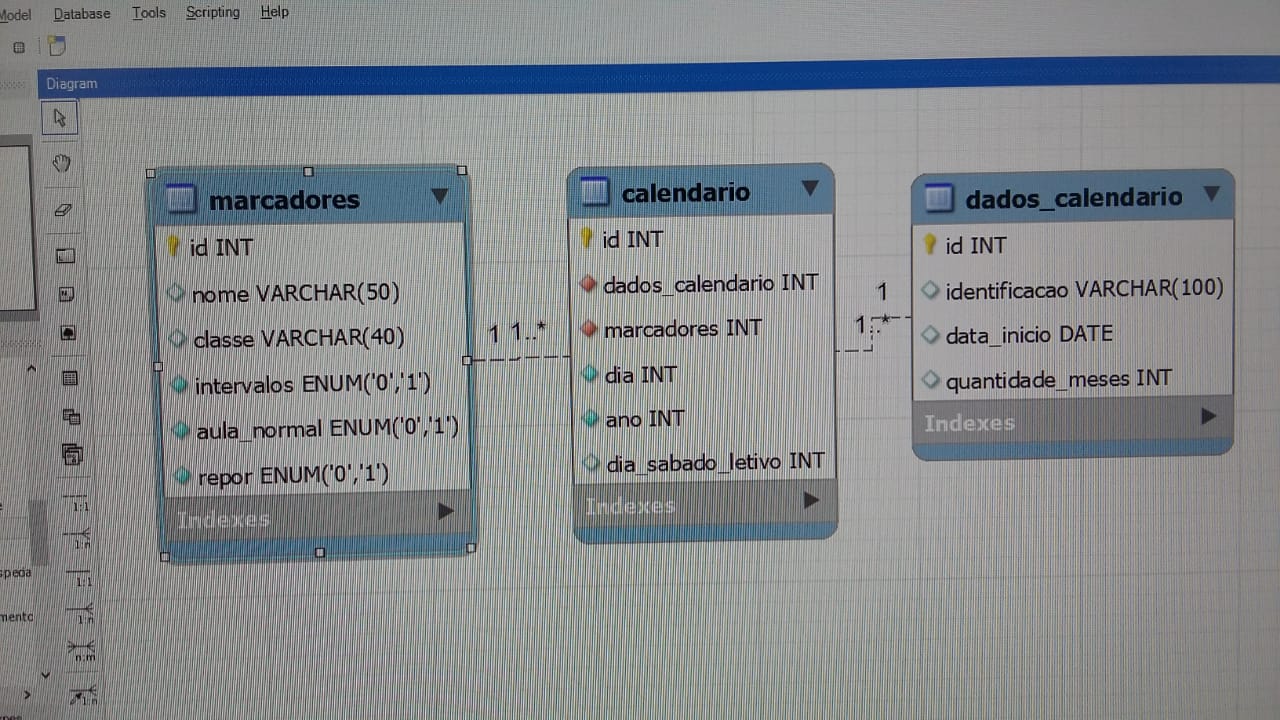 Model Database Tools Scripting Help
Diagram
marcadores
id INT
nome VARCHAR(50)
classe VARCHAR(40)
intervalos ENUM('0','1')
aula_normal ENUM('0','1')
repor ENUM('0','1')
Indexes
1 1..*
calendario
id INT
dados_calendario INT
marcadores INT
dia INT
ano INT
dia_sabado_letivo INT
Indexes
1
1..*
dados_calendario
id INT
identificacao VARCHAR(100)
data_inicio DATE
quantidade_meses INT
Indexes
1:1
1:n
1:1
1:n
n:m
1:n